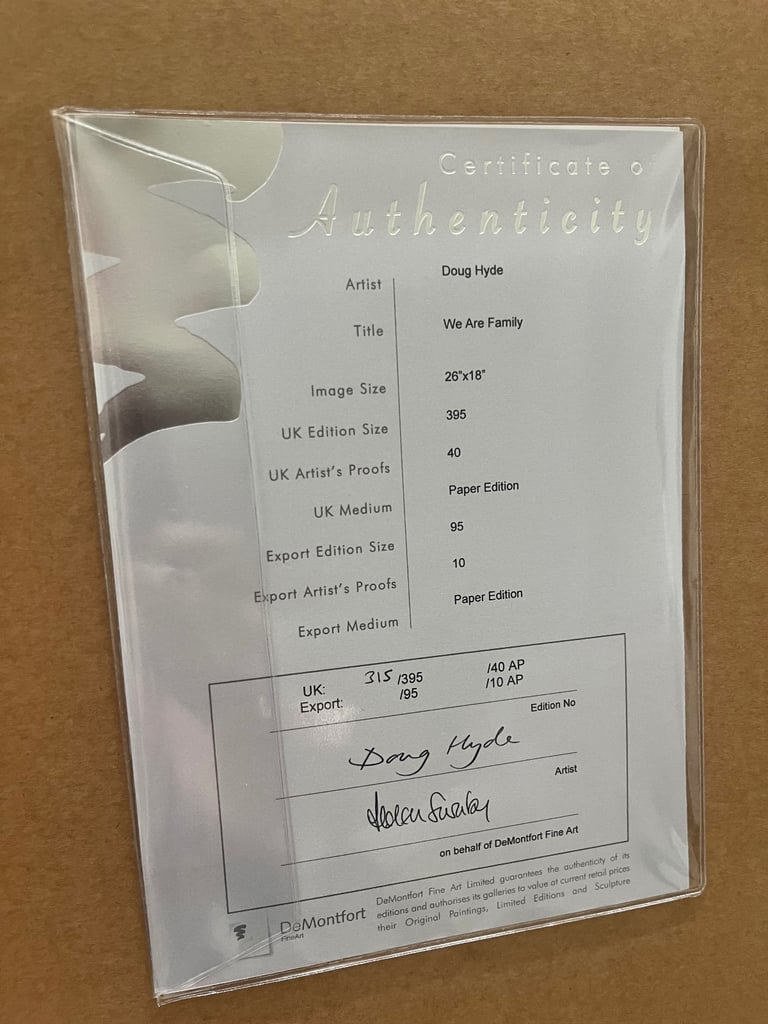 Certificate of
Authenticity
Artist Doug Hyde
Title We Are Family
Image Size 26"x18"
UK Edition Size 395
UK Artist's Proofs 40
UK Medium Paper Edition
Export Edition Size 95
Export Artist's Proofs 10
Export Medium Paper Edition
UK: 315 /395 /40 AP
Export: /95 /10 AP
Edition No
Doug Hyde
Artist
on behalf of DeMontfort Fine Art
DeMontfort
FineArt
DeMontfort Fine Art Limited guarantees the authenticity of its
editions and authorises its galleries to value at current retail prices
their Original Paintings, Limited Editions and Sculpture